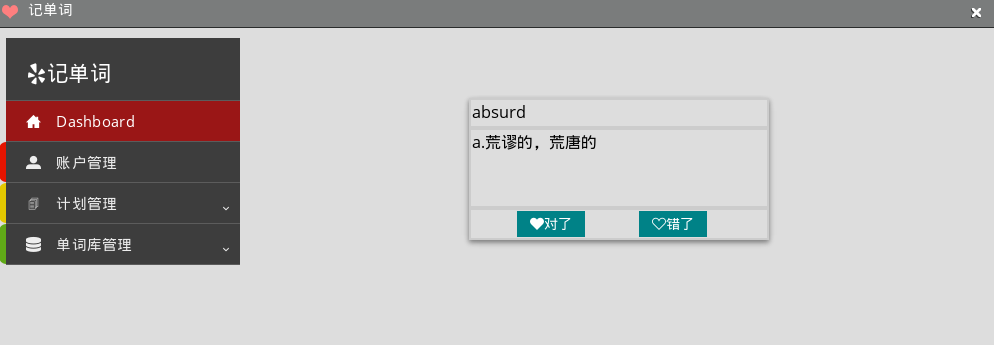 记单词
记单词
Dashboard
账户管理
计划管理
单词库管理
absurd
a.荒谬的，荒唐的
对了
错了